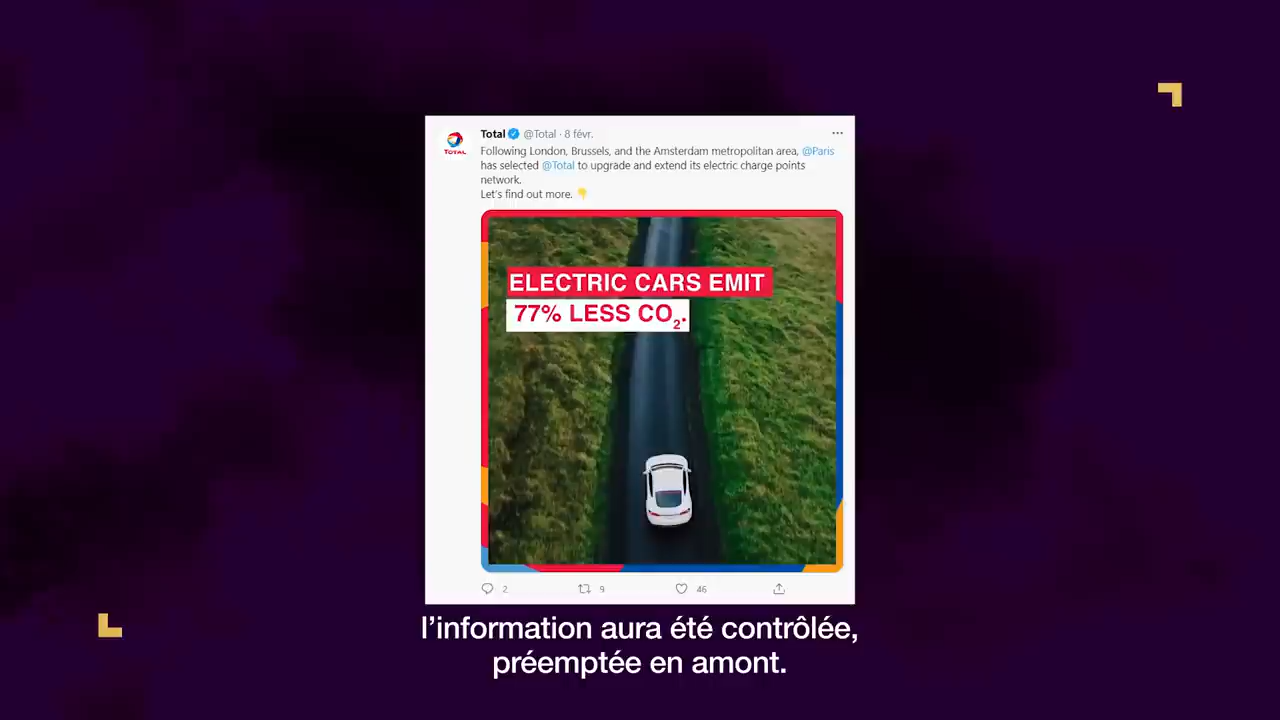 Total @Total · 8 févr.
Following London, Brussels, and the Amsterdam metropolitan area, @Paris
has selected @Total to upgrade and extend its electric charge points
network.
Let's find out more. 👇
TOTAL
ELECTRIC CARS EMIT
77% LESS CO2.
2 9 46
l'information aura été contrôlée,
préemptée en amont.